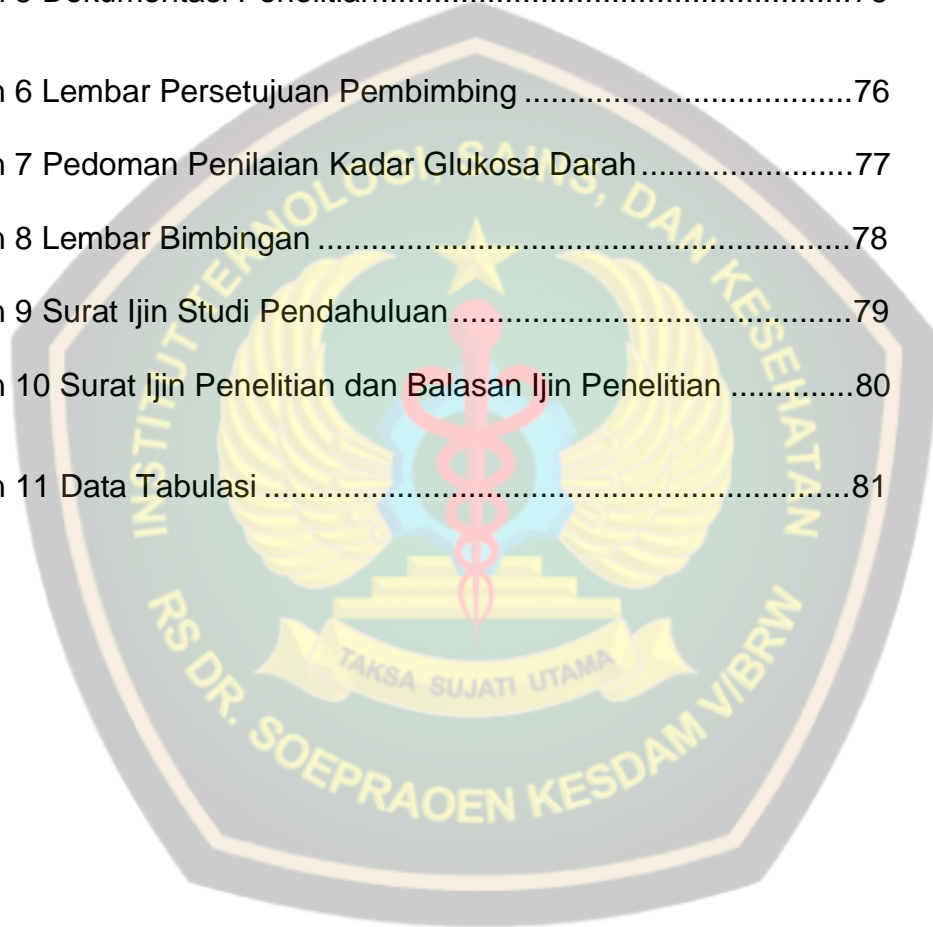 Dokumentasi Penelitian
n 6 Lembar Persetujuan Pembimbing ....................................76
n 7 Pedoman Penilaian Kadar Glukosa Darah .......................77
n 8 Lembar Bimbingan ..........................................................78
n 9 Surat Ijin Studi Pendahuluan ...........................................79
n 10 Surat Ijin Penelitian dan Balasan Ijin Penelitian .............80
n 11 Data Tabulasi ................................................................81
INSTITUT TEKNOLOGI, SAINS, DAN KESEHATAN
TAKSA SUJATI UTAMA
RS DR. SOEPRAOEN KESDAM V/BRW